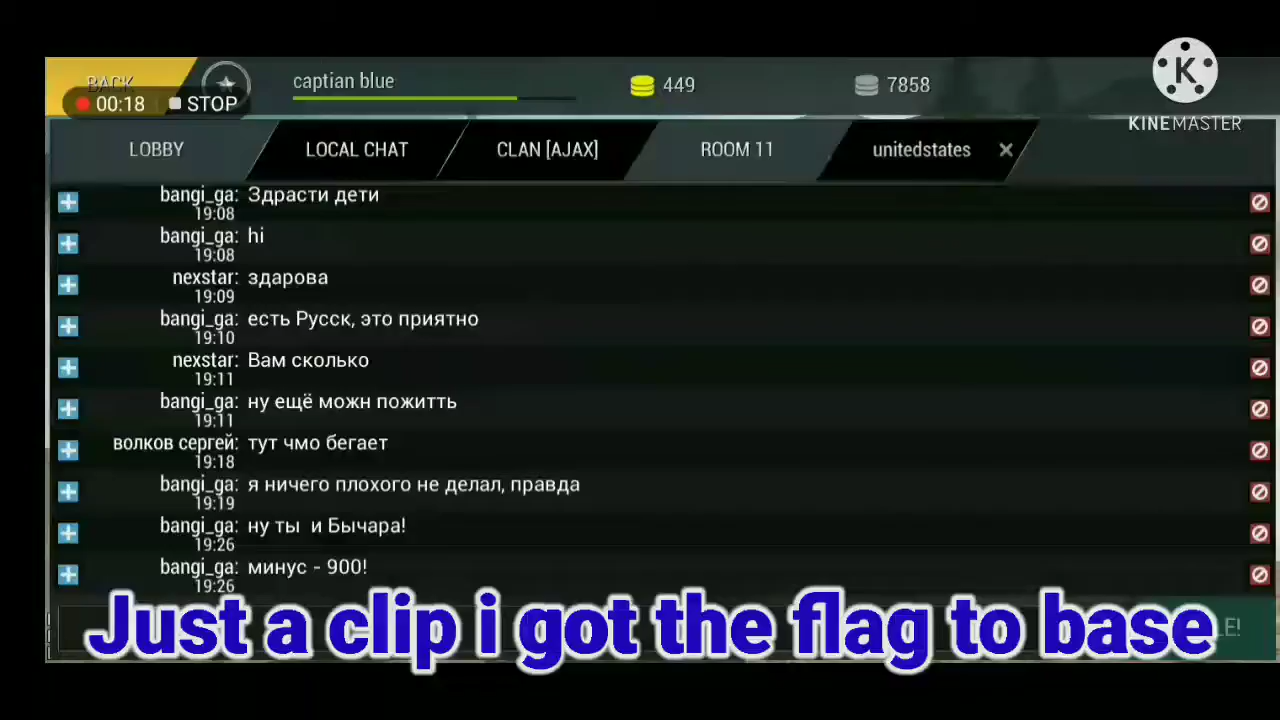 BACK
captian blue
449
7858
00:18
STOP
KINEMASTER
LOBBY
LOCAL CHAT
CLAN [AJAX]
ROOM 11
unitedstates
bangi_ga: Здрасти дети
19:08
bangi_ga: hi
19:08
nexstar: здарова
19:09
bangi_ga: есть Русск, это приятно
19:10
nexstar: Вам сколько
19:11
bangi_ga: ну ещё можн пожитть
19:11
волков сергей: тут чмо бегает
19:18
bangi_ga: я ничего плохого не делал, правда
19:19
bangi_ga: ну ты и Бычара!
19:26
bangi_ga: минус - 900!
19:26
Just a clip i got the flag to base